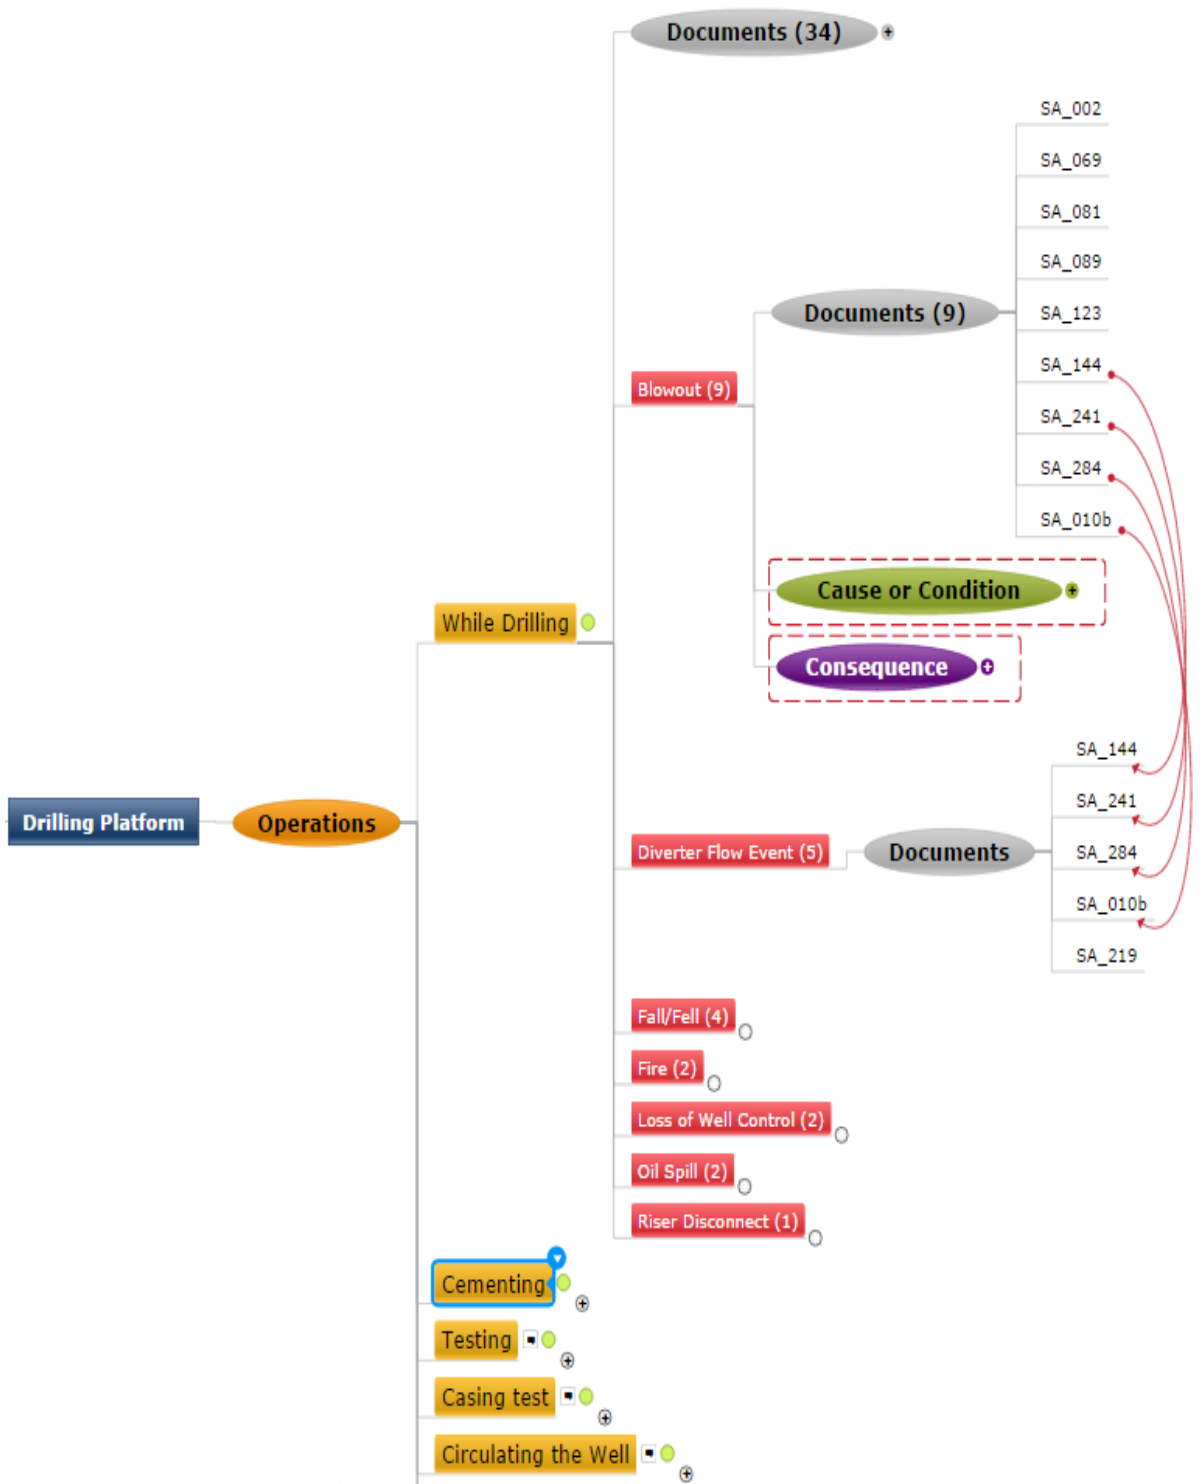 Documents (34)
SA_002
SA_069
SA_081
SA_089
Documents (9)
SA_123
SA_144
Blowout (9)
SA_241
SA_284
SA_010b
Cause or Condition
While Drilling
Consequence
SA_144
SA_241
Drilling Platform
Operations
Diverter Flow Event (5)
Documents
SA_284
SA_010b
SA_219
Fall/Fell (4)
Fire (2)
Loss of Well Control (2)
Oil Spill (2)
Riser Disconnect (1)
Cementing
Testing
Casing test
Circulating the Well